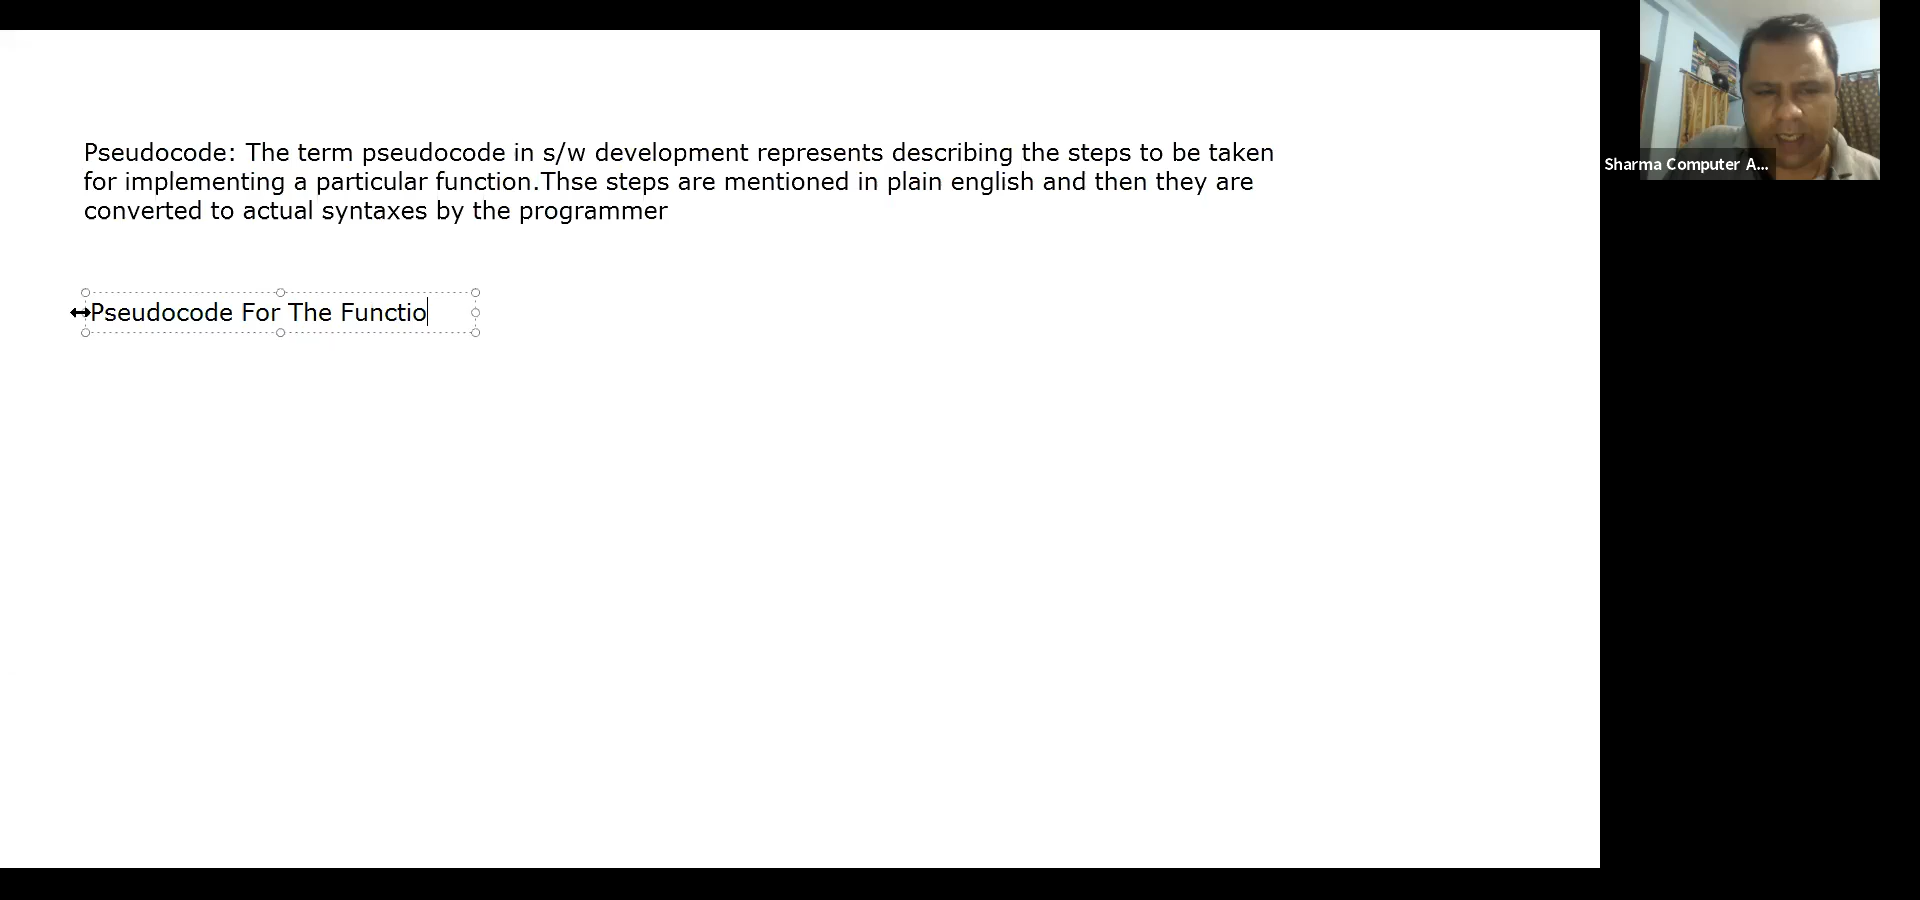 Pseudocode: The term pseudocode in s/w development represents describing the steps to be taken
for implementing a particular function.Thse steps are mentioned in plain english and then they are
converted to actual syntaxes by the programmer
Pseudocode For The Functio
Sharma Computer A...